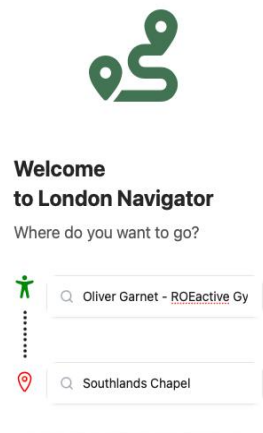 Welcome
to London Navigator
Where do you want to go?
Oliver Garnet - ROEactive Gy
Southlands Chapel